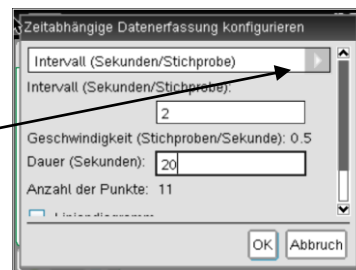 Zeitabhängige Datenerfassung konfigurieren
Intervall (Sekunden/Stichprobe)
Intervall (Sekunden/Stichprobe):
2
Geschwindigkeit (Stichproben/Sekunde): 0.5
Dauer (Sekunden): 20
Anzahl der Punkte: 11
Liniendiagramm
OK Abbruch